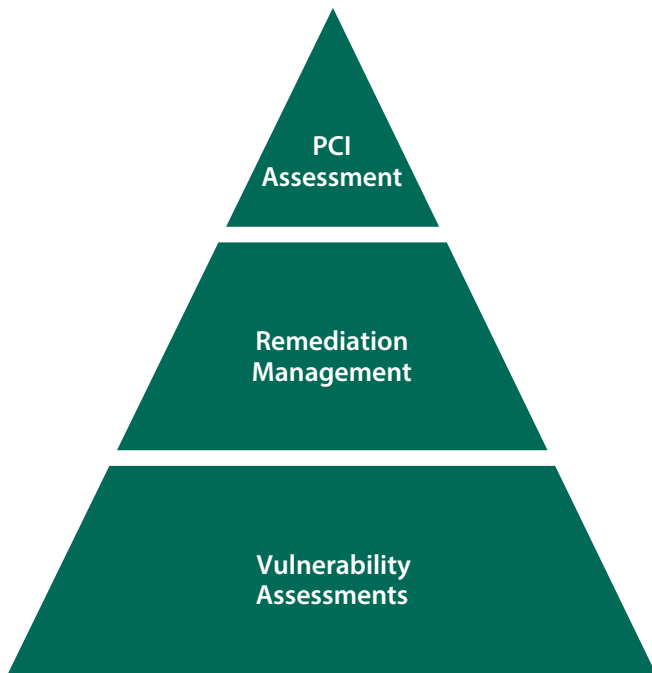 PCI
Assessment
Remediation
Management
Vulnerability
Assessments